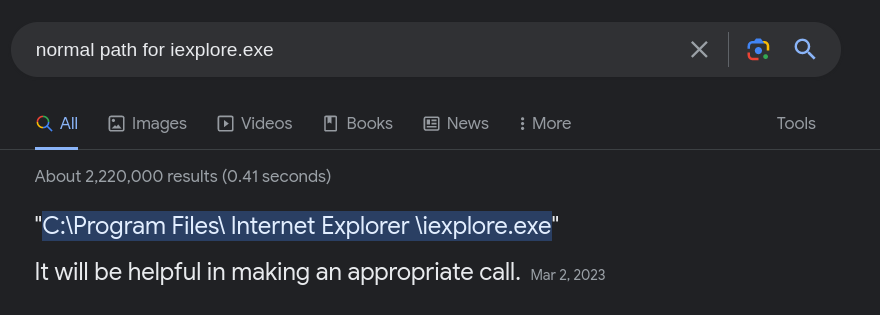 normal path for iexplore.exe
All Images Videos Books News More Tools
About 2,220,000 results (0.41 seconds)
"C:\Program Files\ Internet Explorer \iexplore.exe"
It will be helpful in making an appropriate call. Mar 2, 2023